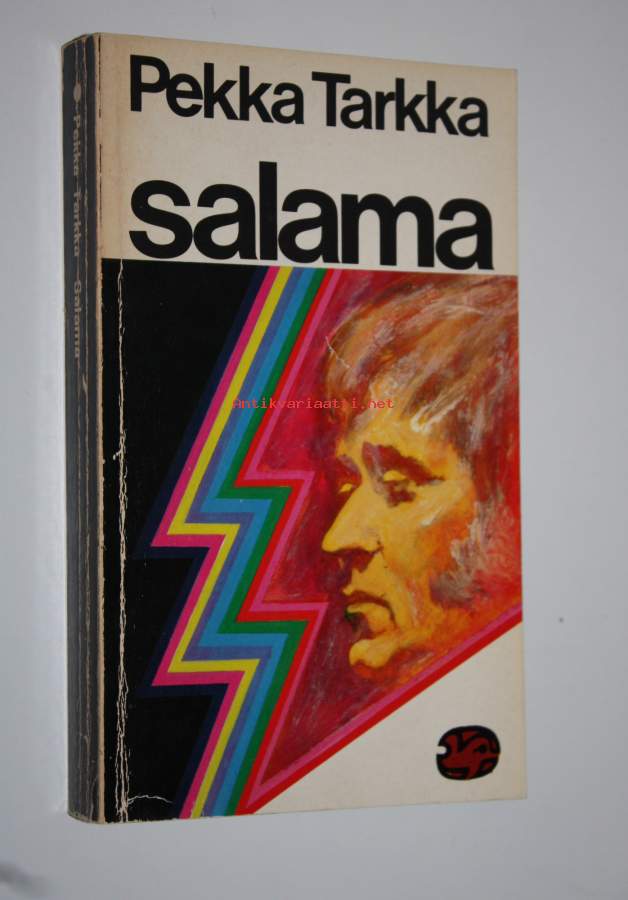 Pekka Tarkka
salama
Pekka Tarkka Salama
Antikvariaatti.net